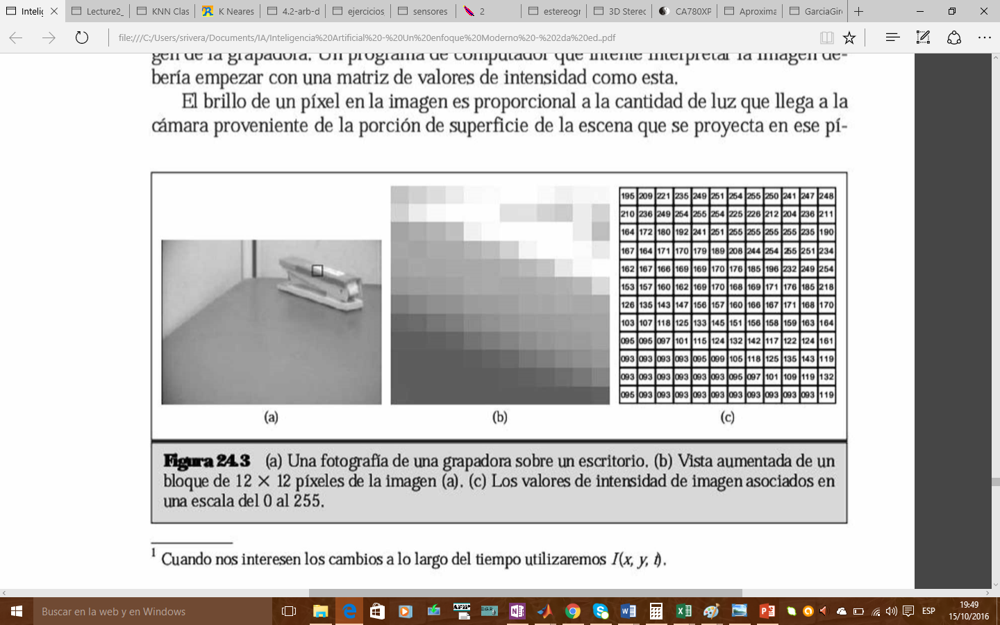 Intelig
Lecture2_
KNN Clas
K Neares
4.2-arb-d
ejercicios
sensores
2
estereogr
3D Sterec
CA780XP
Aproxima
GarciaGir
file:///C:/Users/srivera/Documents/IA/Inteligencia%20Artificial%20-%20Un%20enfoque%20Moderno%20-%202da%20ed..pdf
gen de la grapadora. Un programa de computador que intente interpretar la imagen de-
bería empezar con una matriz de valores de intensidad como esta.
El brillo de un píxel en la imagen es proporcional a la cantidad de luz que llega a la
cámara proveniente de la porción de superficie de la escena que se proyecta en ese pí-
195 209 221 235 249 251 254 255 250 241 247 248
210 236 249 254 255 254 225 226 212 204 236 211
164 172 180 192 241 251 255 255 255 255 235 190
167 164 171 170 179 189 208 244 254 255 251 234
162 167 166 169 169 170 176 185 196 232 249 254
153 157 160 162 169 170 168 169 171 176 185 218
126 135 143 147 156 157 160 166 167 171 168 170
103 107 118 125 133 145 151 156 158 159 163 164
095 095 097 101 115 124 132 142 117 122 124 161
093 093 093 093 095 099 105 118 125 135 143 119
093 093 093 093 093 093 095 097 101 109 119 132
095 093 093 093 093 093 093 093 093 093 093 119
(a)
(b)
(c)
Figura 24.3 (a) Una fotografía de una grapadora sobre un escritorio. (b) Vista aumentada de un
bloque de 12 × 12 píxeles de la imagen (a). (c) Los valores de intensidad de imagen asociados en
una escala del 0 al 255.
1 Cuando nos interesen los cambios a lo largo del tiempo utilizaremos I(x, y, t).
Buscar en la web y en Windows
ESP
19:49
15/10/2016